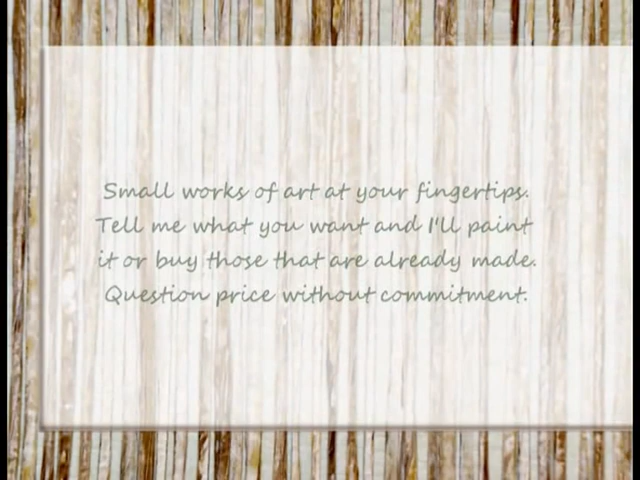 Small works of art at your fingertips.
Tell me what you want and I'll paint
it or buy those that are already made.
Question price without commitment.